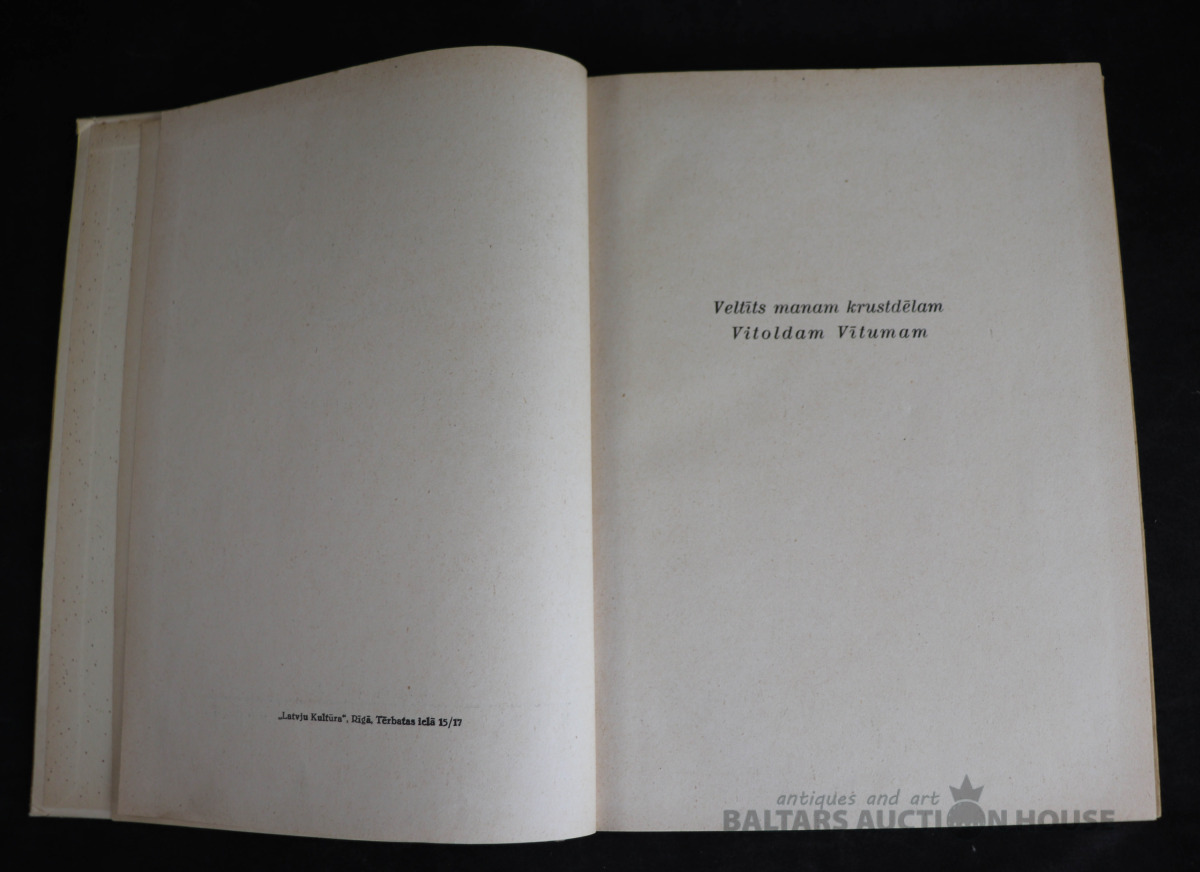 „Latvju Kultūra", Rīgā, Tērbatas ielā 15/17
Veltīts manam krustdēlam
Vitoldam Vītumam
antiques and art
BALTARS AUCTION HOUSE